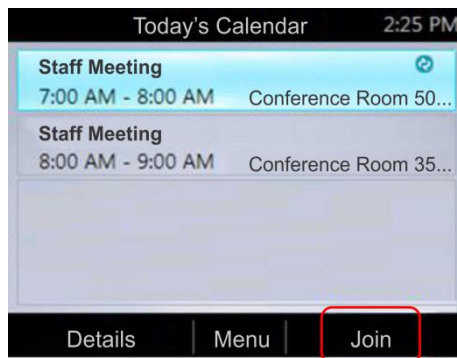 Today's Calendar 2:25 PM
Staff Meeting
7:00 AM - 8:00 AM Conference Room 50...
Staff Meeting
8:00 AM - 9:00 AM Conference Room 35...
Details Menu Join